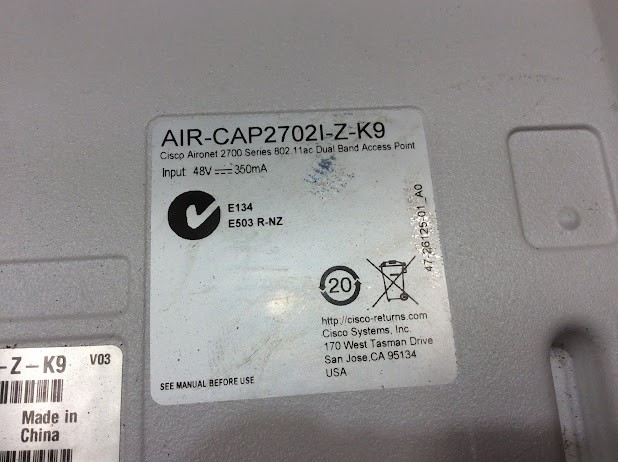 AIR-CAP2702I-Z-K9
Cisco Aironet 2700 Series 802.11ac Dual Band Access Point
Input 48V ⎓ 350mA
E134
E503 R-NZ
47-26125-01_A0
20
http://cisco-returns.com
Cisco Systems, Inc.
170 West Tasman Drive
San Jose,CA 95134
USA
SEE MANUAL BEFORE USE
-Z-K9 V03
Made in
China